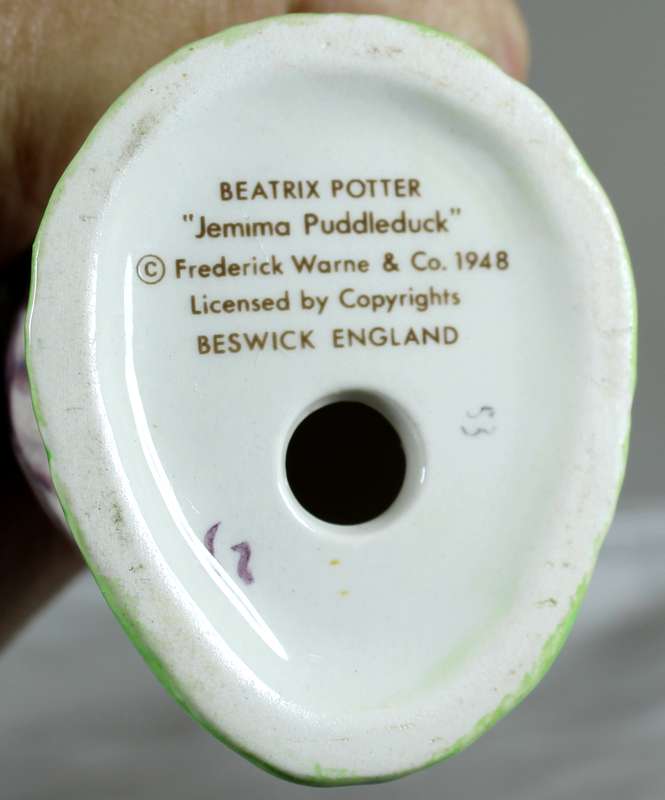 BEATRIX POTTER
"Jemima Puddleduck"
© Frederick Warne & Co. 1948
Licensed by Copyrights
BESWICK ENGLAND